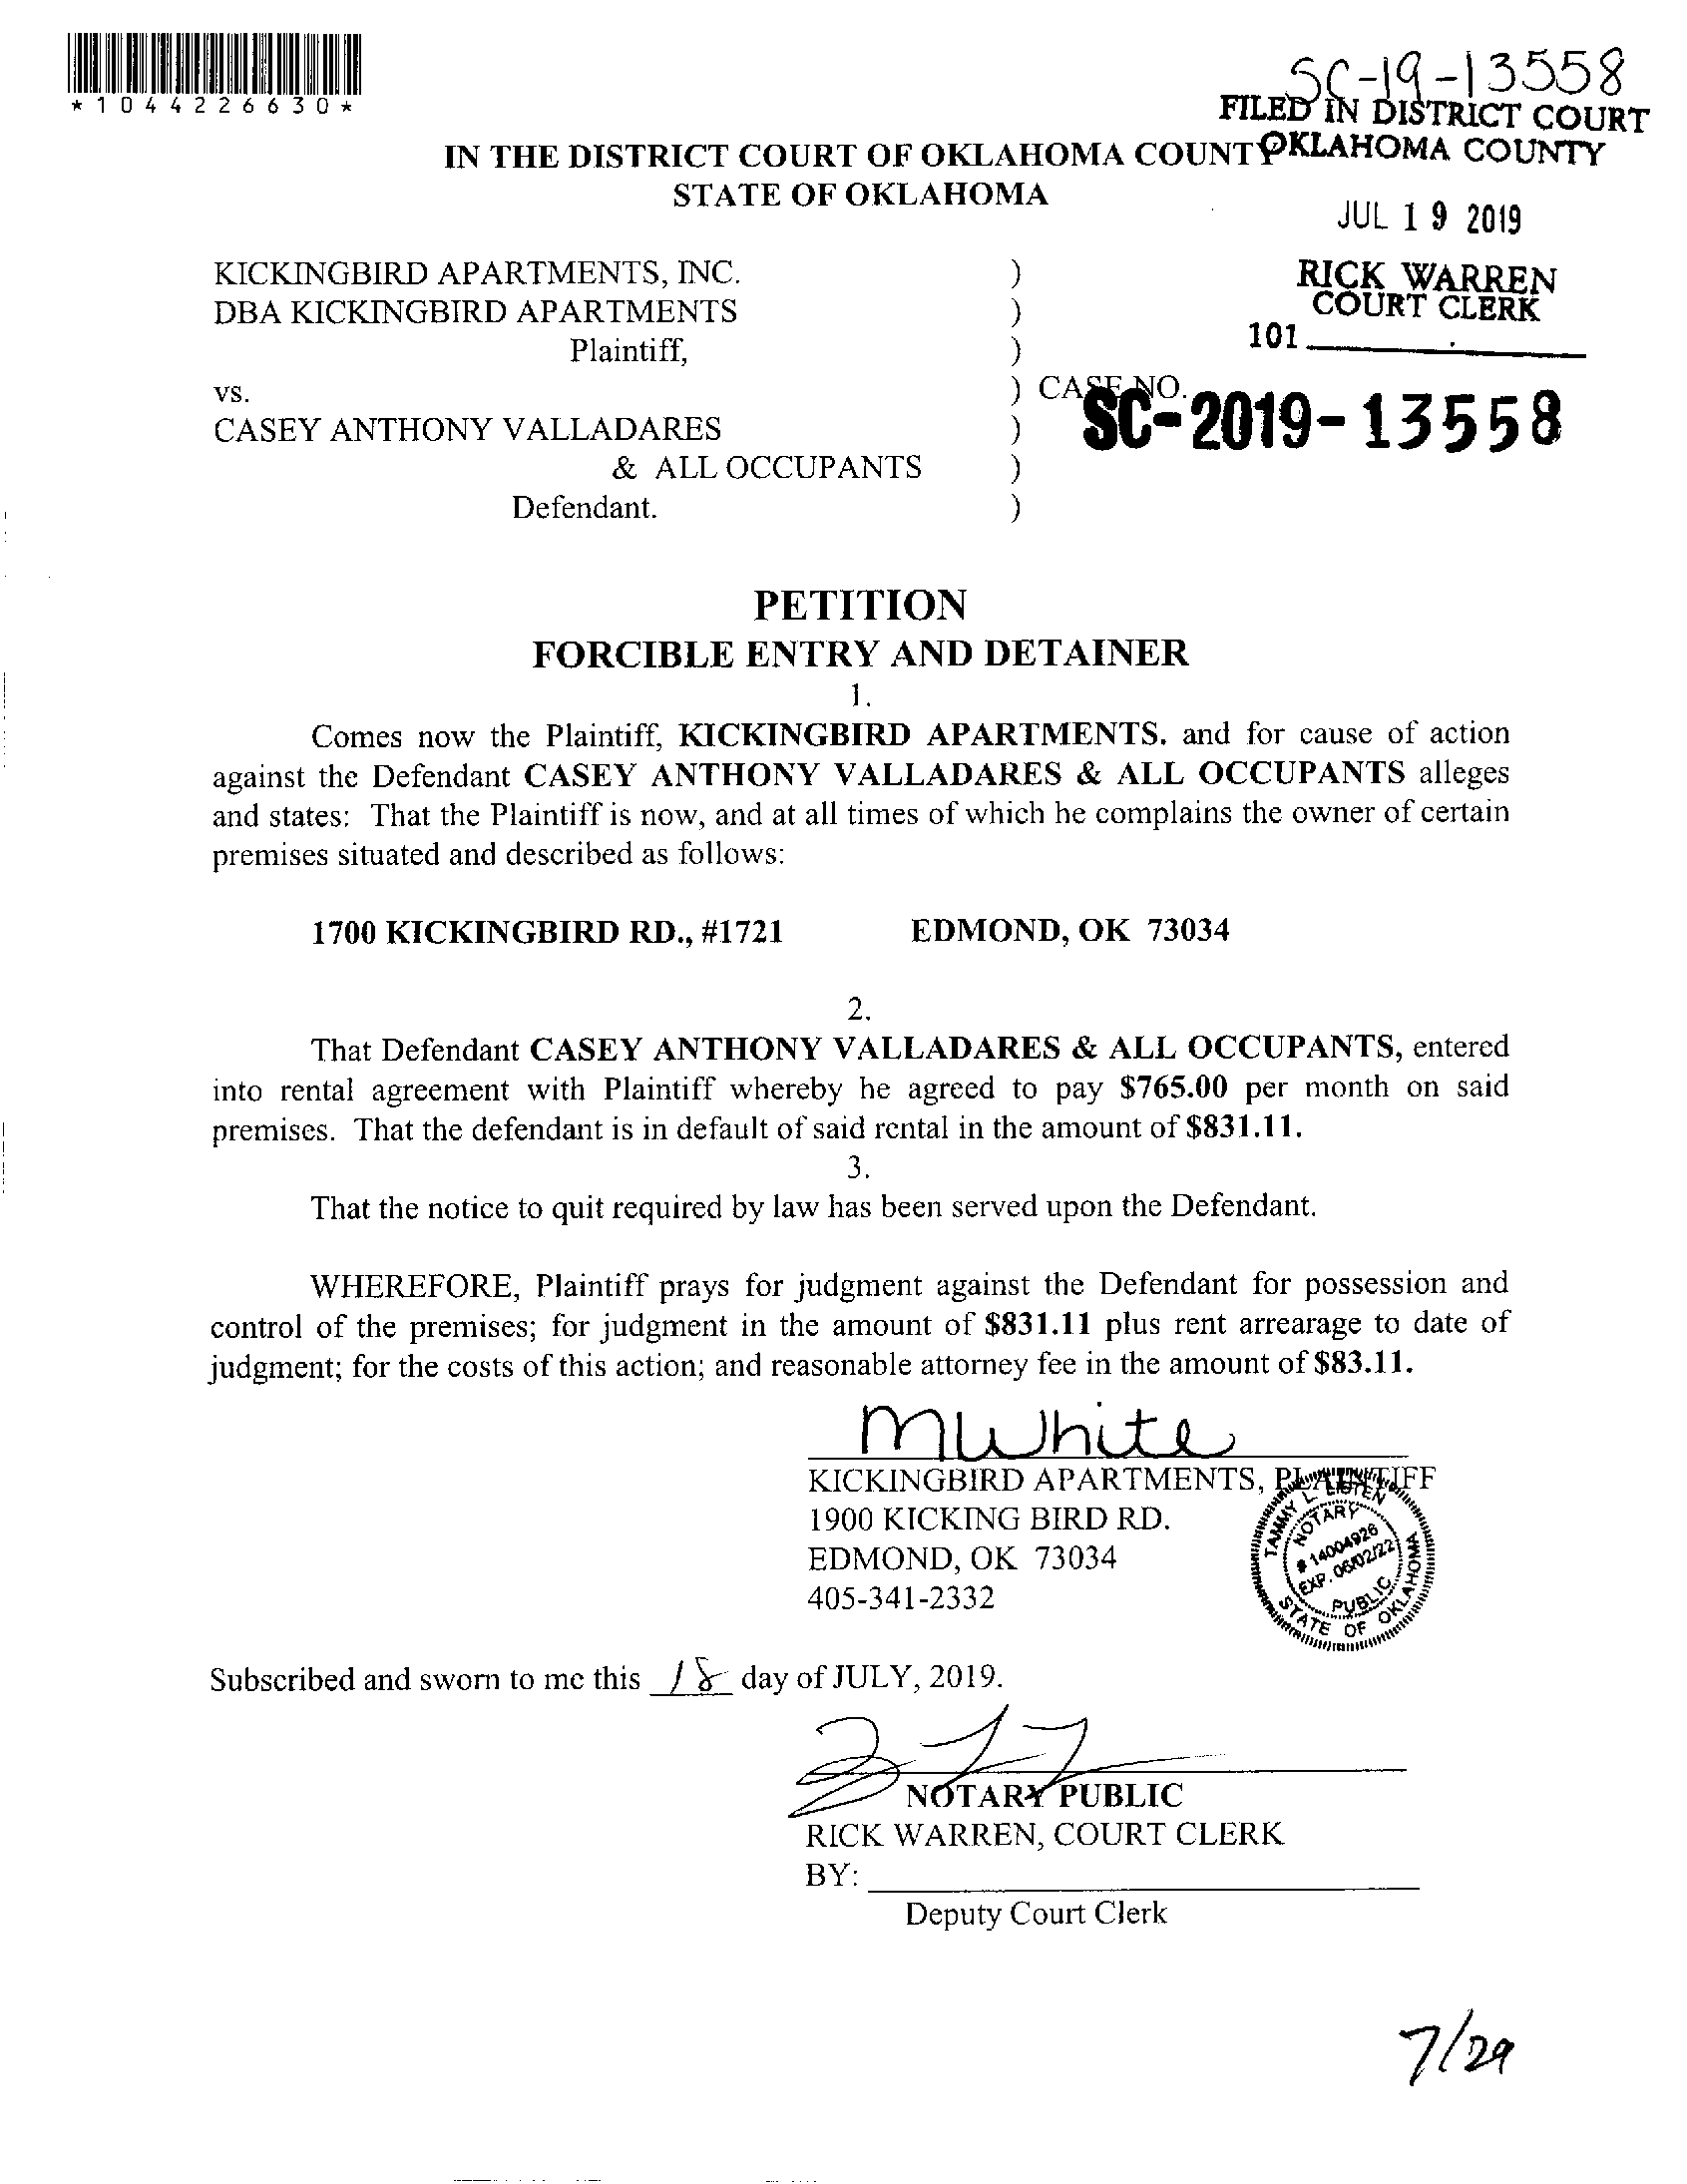 *1044226630*
SC-19-13558
FILED IN DISTRICT COURT
OKLAHOMA COUNTY
IN THE DISTRICT COURT OF OKLAHOMA COUNTY
STATE OF OKLAHOMA
JUL 19 2019
RICK WARREN
COURT CLERK
101
KICKINGBIRD APARTMENTS, INC. )
DBA KICKINGBIRD APARTMENTS )
Plaintiff, )
vs. ) CASE NO.
SC-2019-13558
CASEY ANTHONY VALLADARES )
& ALL OCCUPANTS )
Defendant. )
PETITION
FORCIBLE ENTRY AND DETAINER
1.
Comes now the Plaintiff, KICKINGBIRD APARTMENTS. and for cause of action
against the Defendant CASEY ANTHONY VALLADARES & ALL OCCUPANTS alleges
and states: That the Plaintiff is now, and at all times of which he complains the owner of certain
premises situated and described as follows:
1700 KICKINGBIRD RD., #1721 EDMOND, OK 73034
2.
That Defendant CASEY ANTHONY VALLADARES & ALL OCCUPANTS, entered
into rental agreement with Plaintiff whereby he agreed to pay $765.00 per month on said
premises. That the defendant is in default of said rental in the amount of $831.11.
3.
That the notice to quit required by law has been served upon the Defendant.
WHEREFORE, Plaintiff prays for judgment against the Defendant for possession and
control of the premises; for judgment in the amount of $831.11 plus rent arrearage to date of
judgment; for the costs of this action; and reasonable attorney fee in the amount of $83.11.
MWhite
KICKINGBIRD APARTMENTS, PLAINTIFF
1900 KICKING BIRD RD.
EDMOND, OK 73034
405-341-2332
TAMMY L. LISTEN
NOTARY
# 14004926
EXP. 06/02/22
PUBLIC
STATE OF OKLAHOMA
Subscribed and sworn to me this 18 day of JULY, 2019.
NOTARY PUBLIC
RICK WARREN, COURT CLERK
BY:
Deputy Court Clerk
7/29